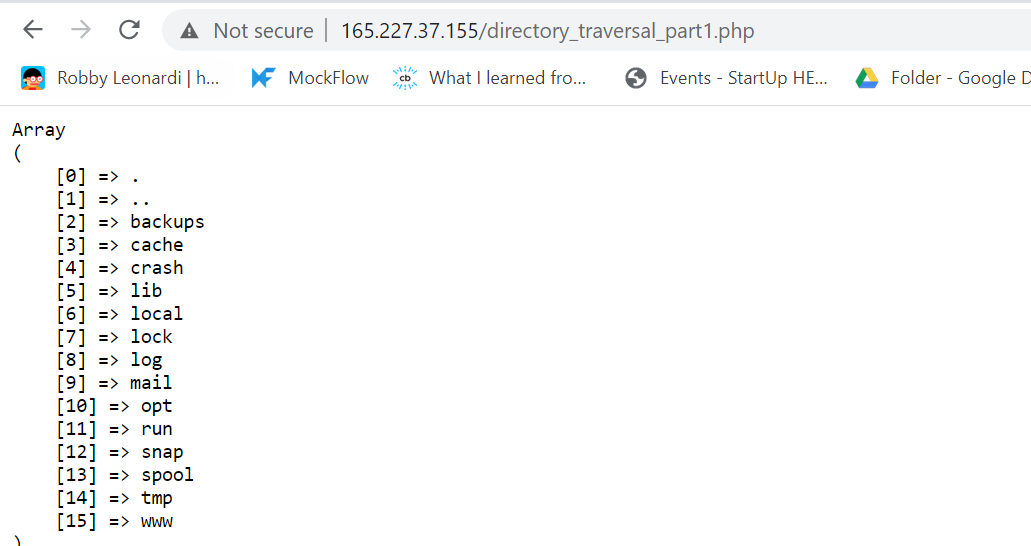 Not secure | 165.227.37.155/directory_traversal_part1.php
Robby Leonardi | h... MockFlow cb What I learned fro... Events - StartUp HE... Folder - Google D
Array
(
    [0] => .
    [1] => ..
    [2] => backups
    [3] => cache
    [4] => crash
    [5] => lib
    [6] => local
    [7] => lock
    [8] => log
    [9] => mail
    [10] => opt
    [11] => run
    [12] => snap
    [13] => spool
    [14] => tmp
    [15] => www
)